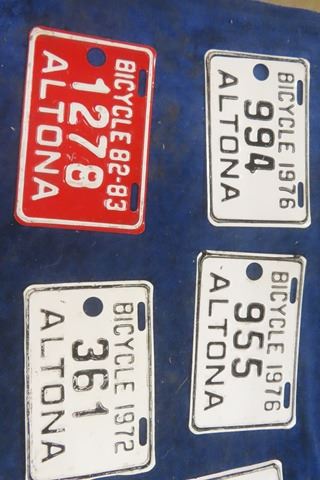 BICYCLE 82-83
1278
ALTONA
BICYCLE 1976
994
ALTONA
BICYCLE 1972
361
ALTONA
BICYCLE 1976
955
ALTONA